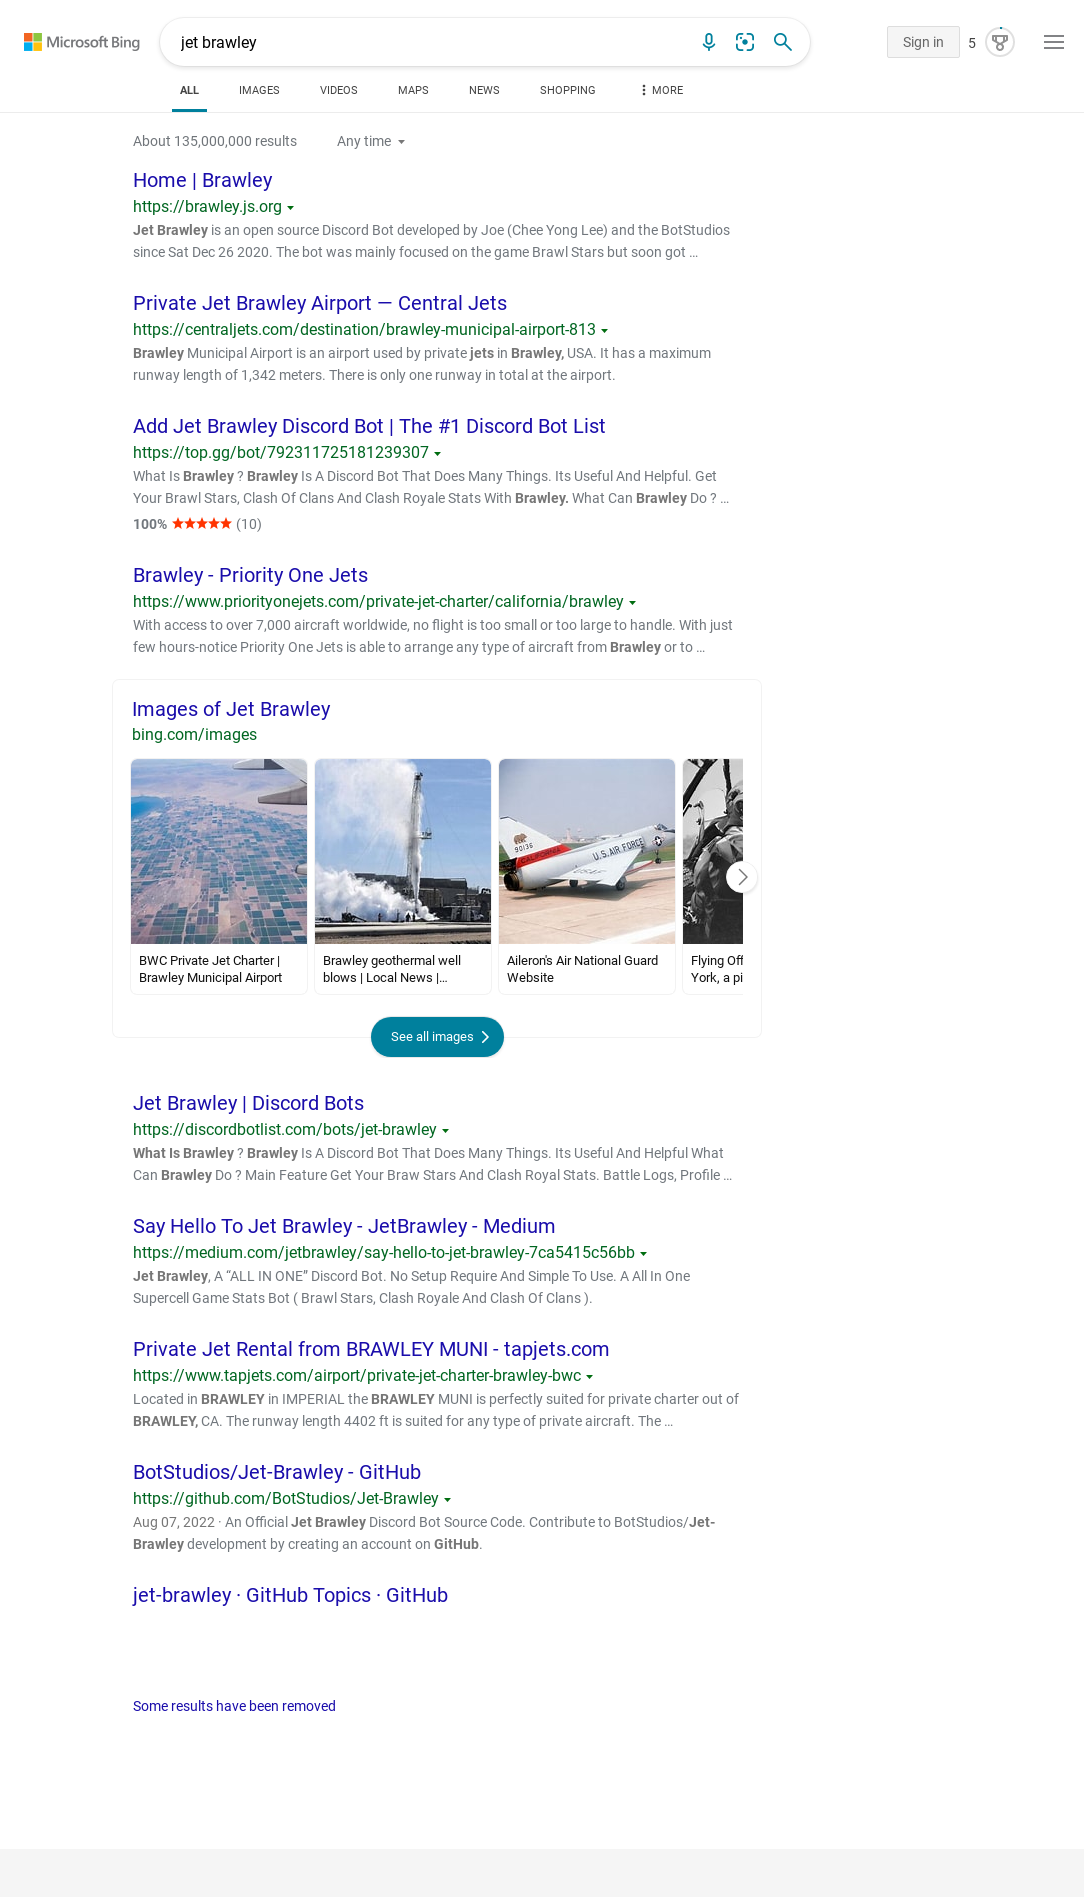 Microsoft Bing
jet brawley
Sign in
5
ALL
IMAGES
VIDEOS
MAPS
NEWS
SHOPPING
MORE
About 135,000,000 results
Any time
Home | Brawley
https://brawley.js.org
Jet Brawley is an open source Discord Bot developed by Joe (Chee Yong Lee) and the BotStudios
since Sat Dec 26 2020. The bot was mainly focused on the game Brawl Stars but soon got ...
Private Jet Brawley Airport — Central Jets
https://centraljets.com/destination/brawley-municipal-airport-813
Brawley Municipal Airport is an airport used by private jets in Brawley, USA. It has a maximum
runway length of 1,342 meters. There is only one runway in total at the airport.
Add Jet Brawley Discord Bot | The #1 Discord Bot List
https://top.gg/bot/792311725181239307
What Is Brawley ? Brawley Is A Discord Bot That Does Many Things. Its Useful And Helpful. Get
Your Brawl Stars, Clash Of Clans And Clash Royale Stats With Brawley. What Can Brawley Do ? ...
100% ★★★★★ (10)
Brawley - Priority One Jets
https://www.priorityonejets.com/private-jet-charter/california/brawley
With access to over 7,000 aircraft worldwide, no flight is too small or too large to handle. With just
few hours-notice Priority One Jets is able to arrange any type of aircraft from Brawley or to ...
Images of Jet Brawley
bing.com/images
90136
CALIFORNIA
U.S. AIR FORCE
BWC Private Jet Charter |
Brawley Municipal Airport
Brawley geothermal well
blows | Local News |...
Aileron's Air National Guard
Website
Flying Off
York, a pi
See all images
Jet Brawley | Discord Bots
https://discordbotlist.com/bots/jet-brawley
What Is Brawley ? Brawley Is A Discord Bot That Does Many Things. Its Useful And Helpful What
Can Brawley Do ? Main Feature Get Your Braw Stars And Clash Royal Stats. Battle Logs, Profile ...
Say Hello To Jet Brawley - JetBrawley - Medium
https://medium.com/jetbrawley/say-hello-to-jet-brawley-7ca5415c56bb
Jet Brawley, A “ALL IN ONE” Discord Bot. No Setup Require And Simple To Use. A All In One
Supercell Game Stats Bot ( Brawl Stars, Clash Royale And Clash Of Clans ).
Private Jet Rental from BRAWLEY MUNI - tapjets.com
https://www.tapjets.com/airport/private-jet-charter-brawley-bwc
Located in BRAWLEY in IMPERIAL the BRAWLEY MUNI is perfectly suited for private charter out of
BRAWLEY, CA. The runway length 4402 ft is suited for any type of private aircraft. The ...
BotStudios/Jet-Brawley - GitHub
https://github.com/BotStudios/Jet-Brawley
Aug 07, 2022 · An Official Jet Brawley Discord Bot Source Code. Contribute to BotStudios/Jet-
Brawley development by creating an account on GitHub.
jet-brawley · GitHub Topics · GitHub
Some results have been removed